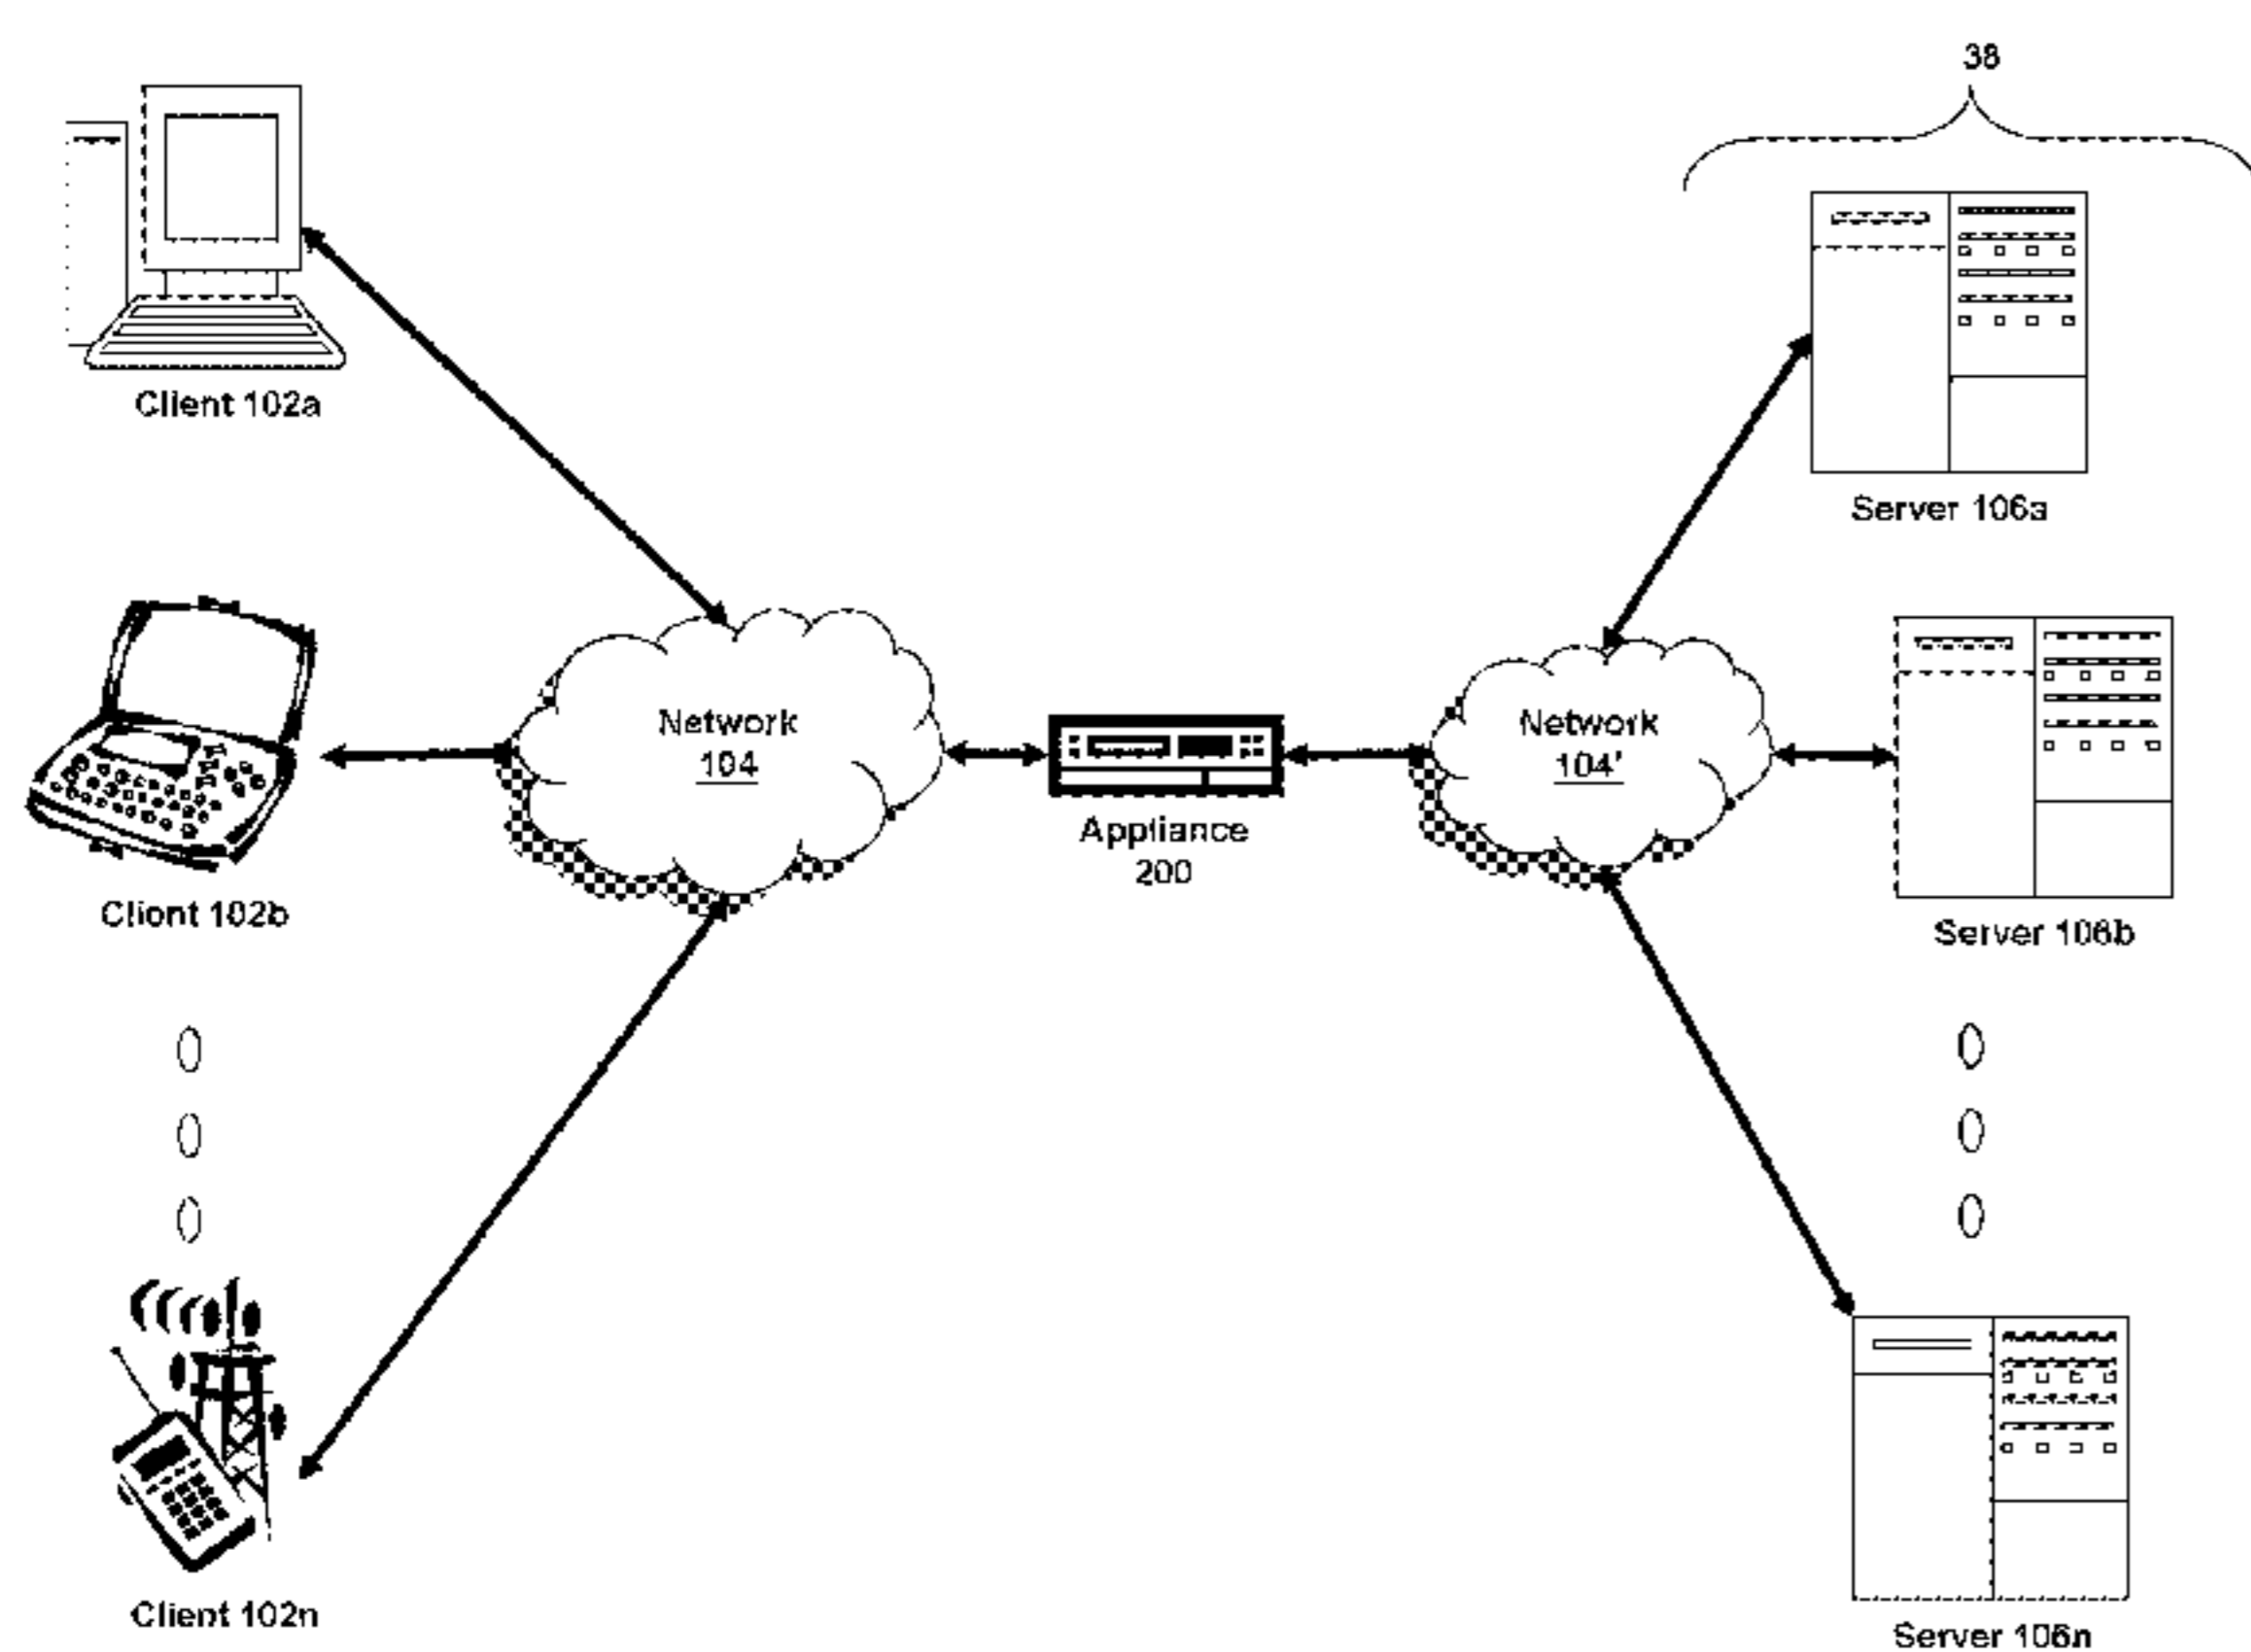 38
Client 102a
Server 106a
Network
104
Appliance
200
Network
104'
Client 102b
Server 106b
Client 102n
Server 106n